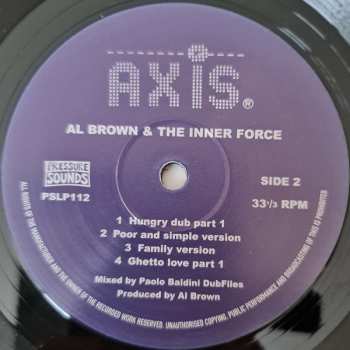 AXIS®
AL BROWN & THE INNER FORCE
PRESSURE SOUNDS
PSLP112
SIDE 2
33⅓ RPM
1 Hungry dub part 1
2 Poor and simple version
3 Family version
4 Ghetto love part 1
Mixed by Paolo Baldini DubFiles
Produced by Al Brown
ALL RIGHTS OF THE MANUFACTURER AND THE OWNER OF THE RECORDED WORK RESERVED. UNAUTHORISED COPYING, PUBLIC PERFORMANCE AND BROADCASTING OF THIS IS PROHIBITED